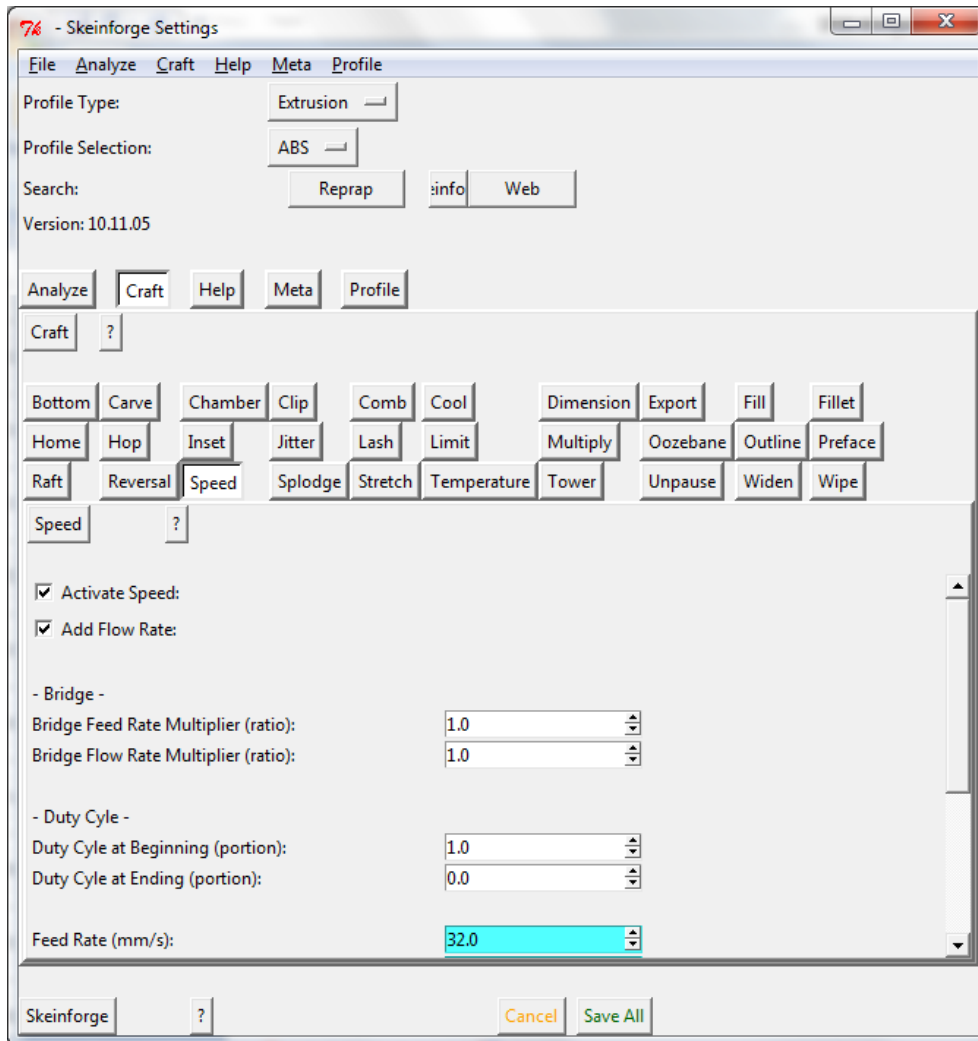 Tk - Skeinforge Settings
File Analyze Craft Help Meta Profile
Profile Type: Extrusion
Profile Selection: ABS
Search: Reprap einfo Web
Version: 10.11.05
Analyze Craft Help Meta Profile
Craft ?
Bottom Carve Chamber Clip Comb Cool Dimension Export Fill Fillet
Home Hop Inset Jitter Lash Limit Multiply Oozebane Outline Preface
Raft Reversal Speed Splodge Stretch Temperature Tower Unpause Widen Wipe
Speed ?
Activate Speed:
Add Flow Rate:
- Bridge -
Bridge Feed Rate Multiplier (ratio): 1.0
Bridge Flow Rate Multiplier (ratio): 1.0
- Duty Cyle -
Duty Cyle at Beginning (portion): 1.0
Duty Cyle at Ending (portion): 0.0
Feed Rate (mm/s): 32.0
Skeinforge ? Cancel Save All